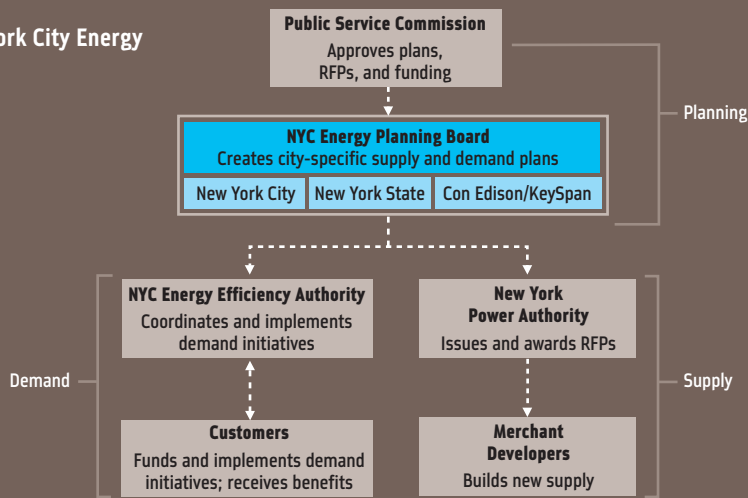 ork City Energy
Public Service Commission
Approves plans,
RFPs, and funding
Planning
NYC Energy Planning Board
Creates city-specific supply and demand plans
New York City
New York State
Con Edison/KeySpan
NYC Energy Efficiency Authority
Coordinates and implements
demand initiatives
New York
Power Authority
Issues and awards RFPs
Demand
Supply
Customers
Funds and implements demand
initiatives; receives benefits
Merchant
Developers
Builds new supply